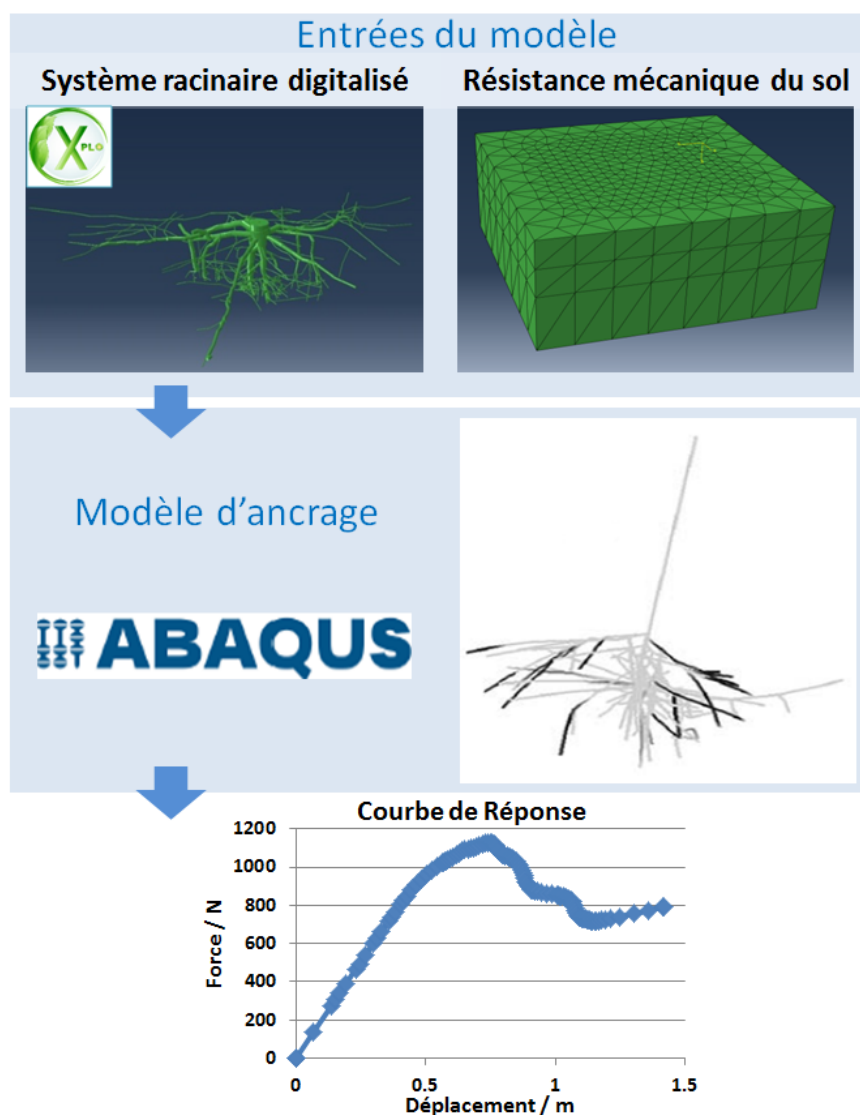 Entrées du modèle
Système racinaire digitalisé
Résistance mécanique du sol
XPLO
Modèle d'ancrage
ABAQUS
Courbe de Réponse
Force / N
1200
1000
800
600
400
200
0
0 0.5 1 1.5
Déplacement / m